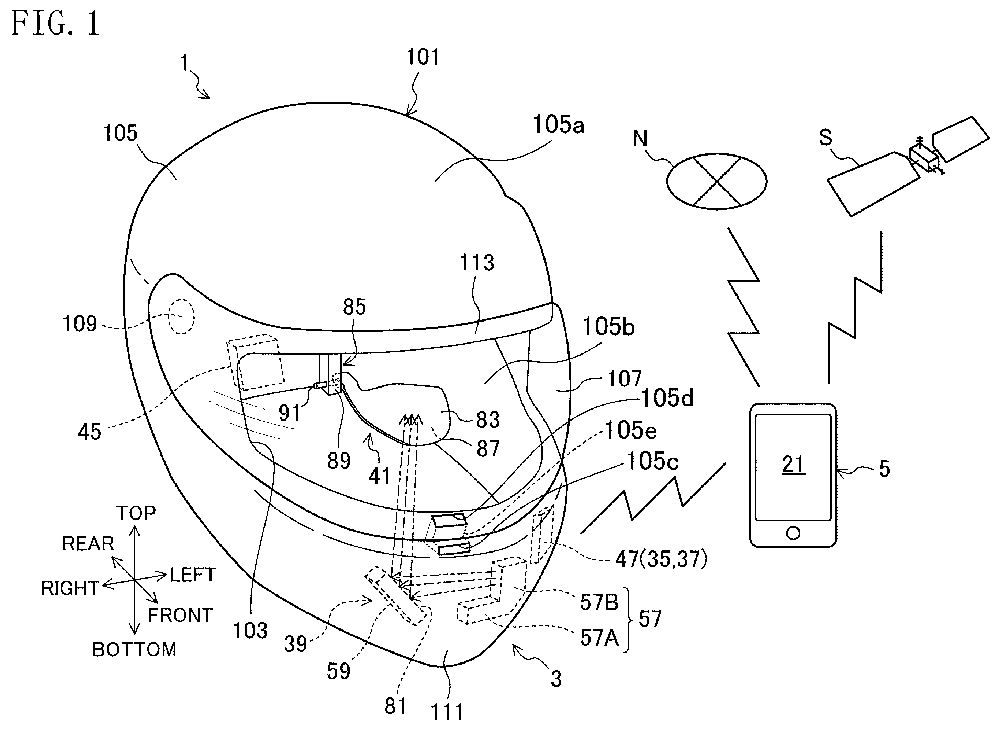 FIG. 1
1
101
105
105a
N
S
113
85
109
105b
107
105d
83
91
45
105e
87
89
41
105c
21
5
TOP
REAR
47(35,37)
LEFT
RIGHT
57B
57
FRONT
103
39
57A
BOTTOM
59
3
81
111